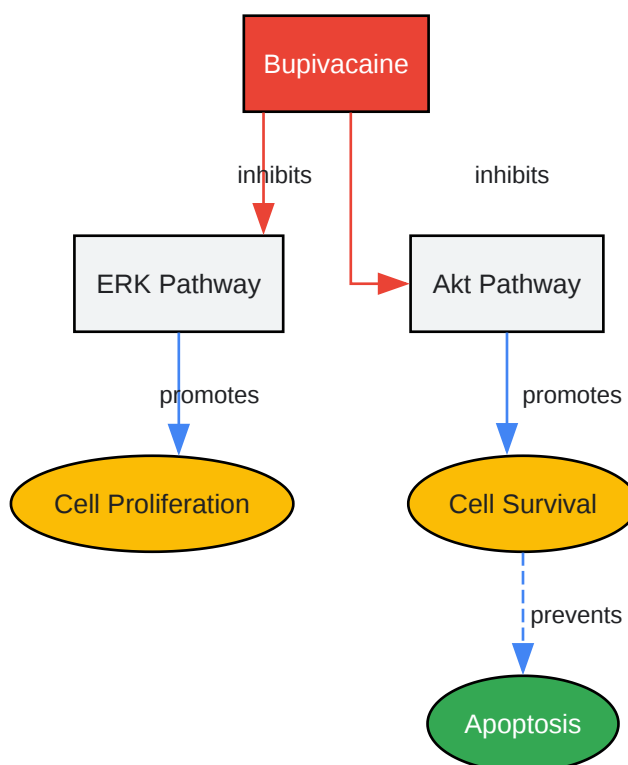 Bupivacaine
inhibits
inhibits
ERK Pathway
Akt Pathway
promotes
promotes
Cell Proliferation
Cell Survival
prevents
Apoptosis